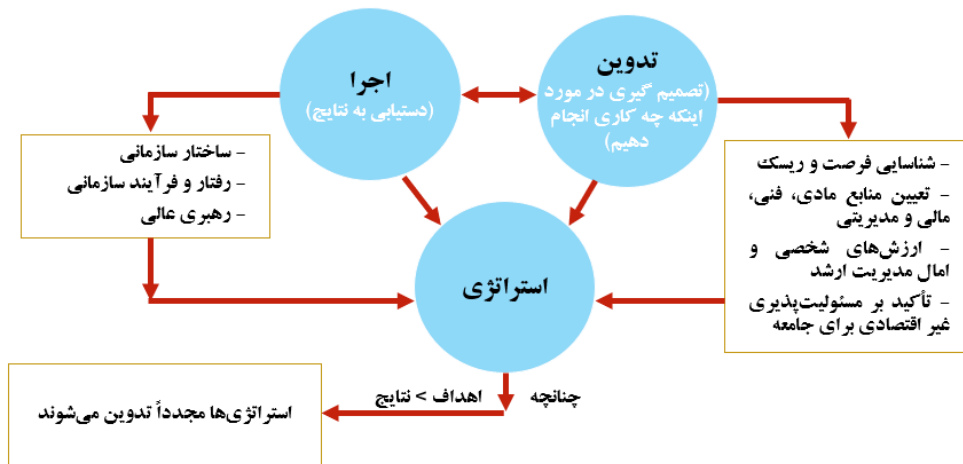 تدوین
(تصمیم گیری در مورد
اینکه چه کاری انجام
دهیم)
اجرا
(دستیابی به نتایج)
- شناسایی فرصت و ریسک
- تعیین منابع مادی، فنی،
مالی و مدیریتی
- ارزش‌های شخصی و
امال مدیریت ارشد
- تأکید بر مسئولیت‌پذیری
غیر اقتصادی برای جامعه
- ساختار سازمانی
- رفتار و فرآیند سازمانی
- رهبری عالی
استراتژی
چنانچه
اهداف > نتایج
استراتژی‌ها مجدداً تدوین می‌شوند